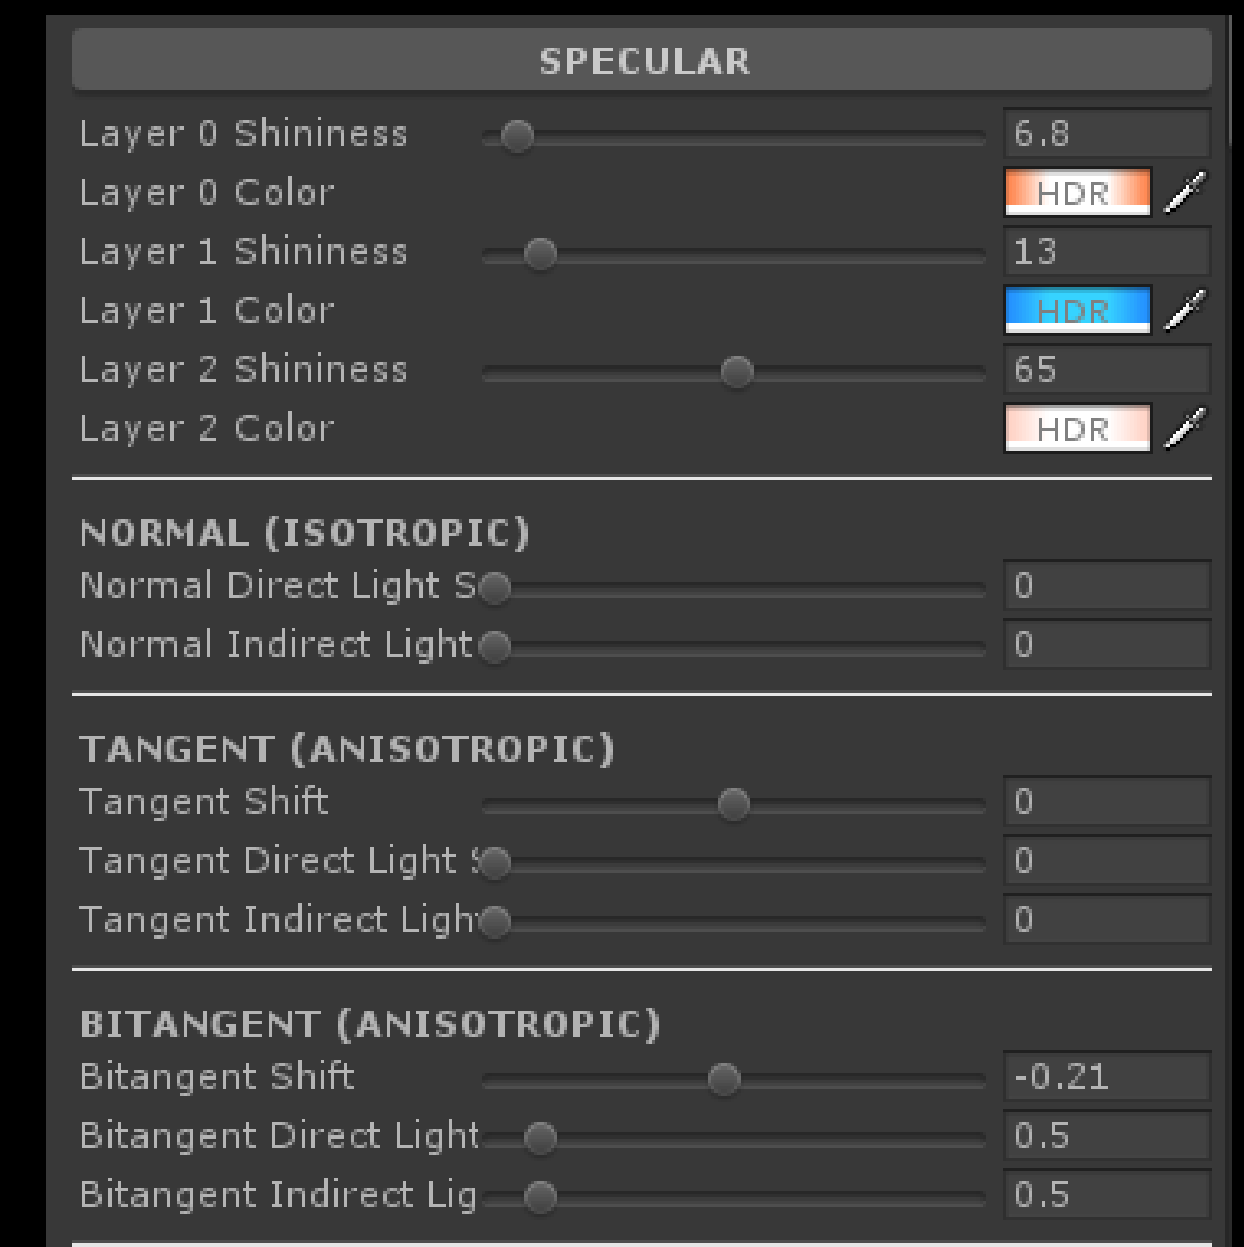 SPECULAR
Layer 0 Shininess 6.8
Layer 0 Color HDR
Layer 1 Shininess 13
Layer 1 Color HDR
Layer 2 Shininess 65
Layer 2 Color HDR
NORMAL (ISOTROPIC)
Normal Direct Light S 0
Normal Indirect Light 0
TANGENT (ANISOTROPIC)
Tangent Shift 0
Tangent Direct Light 0
Tangent Indirect Ligh 0
BITANGENT (ANISOTROPIC)
Bitangent Shift -0.21
Bitangent Direct Light 0.5
Bitangent Indirect Lig 0.5